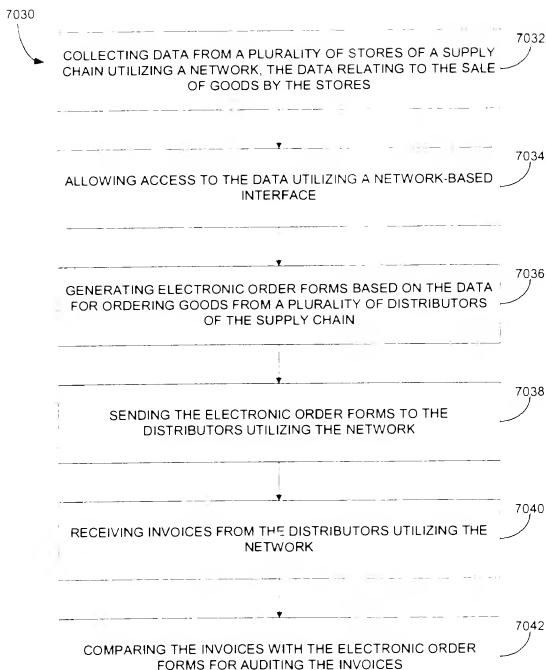 7030
7032
COLLECTING DATA FROM A PLURALITY OF STORES OF A SUPPLY
CHAIN UTILIZING A NETWORK, THE DATA RELATING TO THE SALE
OF GOODS BY THE STORES
7034
ALLOWING ACCESS TO THE DATA UTILIZING A NETWORK-BASED
INTERFACE
7036
GENERATING ELECTRONIC ORDER FORMS BASED ON THE DATA
FOR ORDERING GOODS FROM A PLURALITY OF DISTRIBUTORS
OF THE SUPPLY CHAIN
7038
SENDING THE ELECTRONIC ORDER FORMS TO THE
DISTRIBUTORS UTILIZING THE NETWORK
7040
RECEIVING INVOICES FROM THE DISTRIBUTORS UTILIZING THE
NETWORK
7042
COMPARING THE INVOICES WITH THE ELECTRONIC ORDER
FORMS FOR AUDITING THE INVOICES